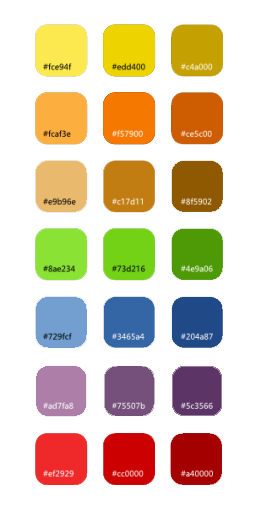 #fce94f #edd400 #c4a000
#fcaf3e #f57900 #ce5c00
#e9b96e #c17d11 #8f5902
#8ae234 #73d216 #4e9a06
#729fcf #3465a4 #204a87
#ad7fa8 #75507b #5c3566
#ef2929 #cc0000 #a40000